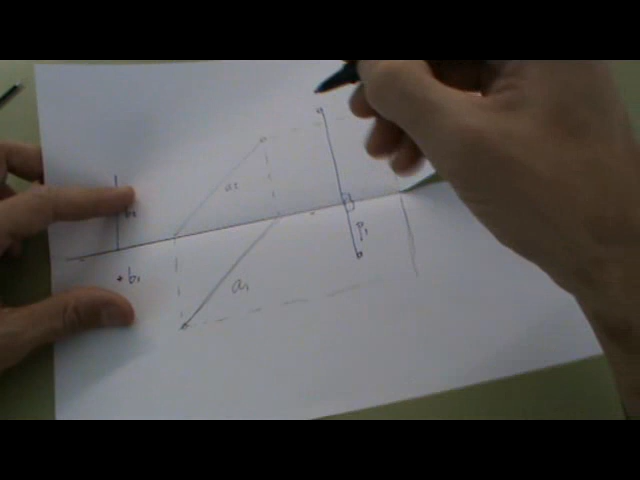 a₂
b₂
+ b₁
a₁
P₁